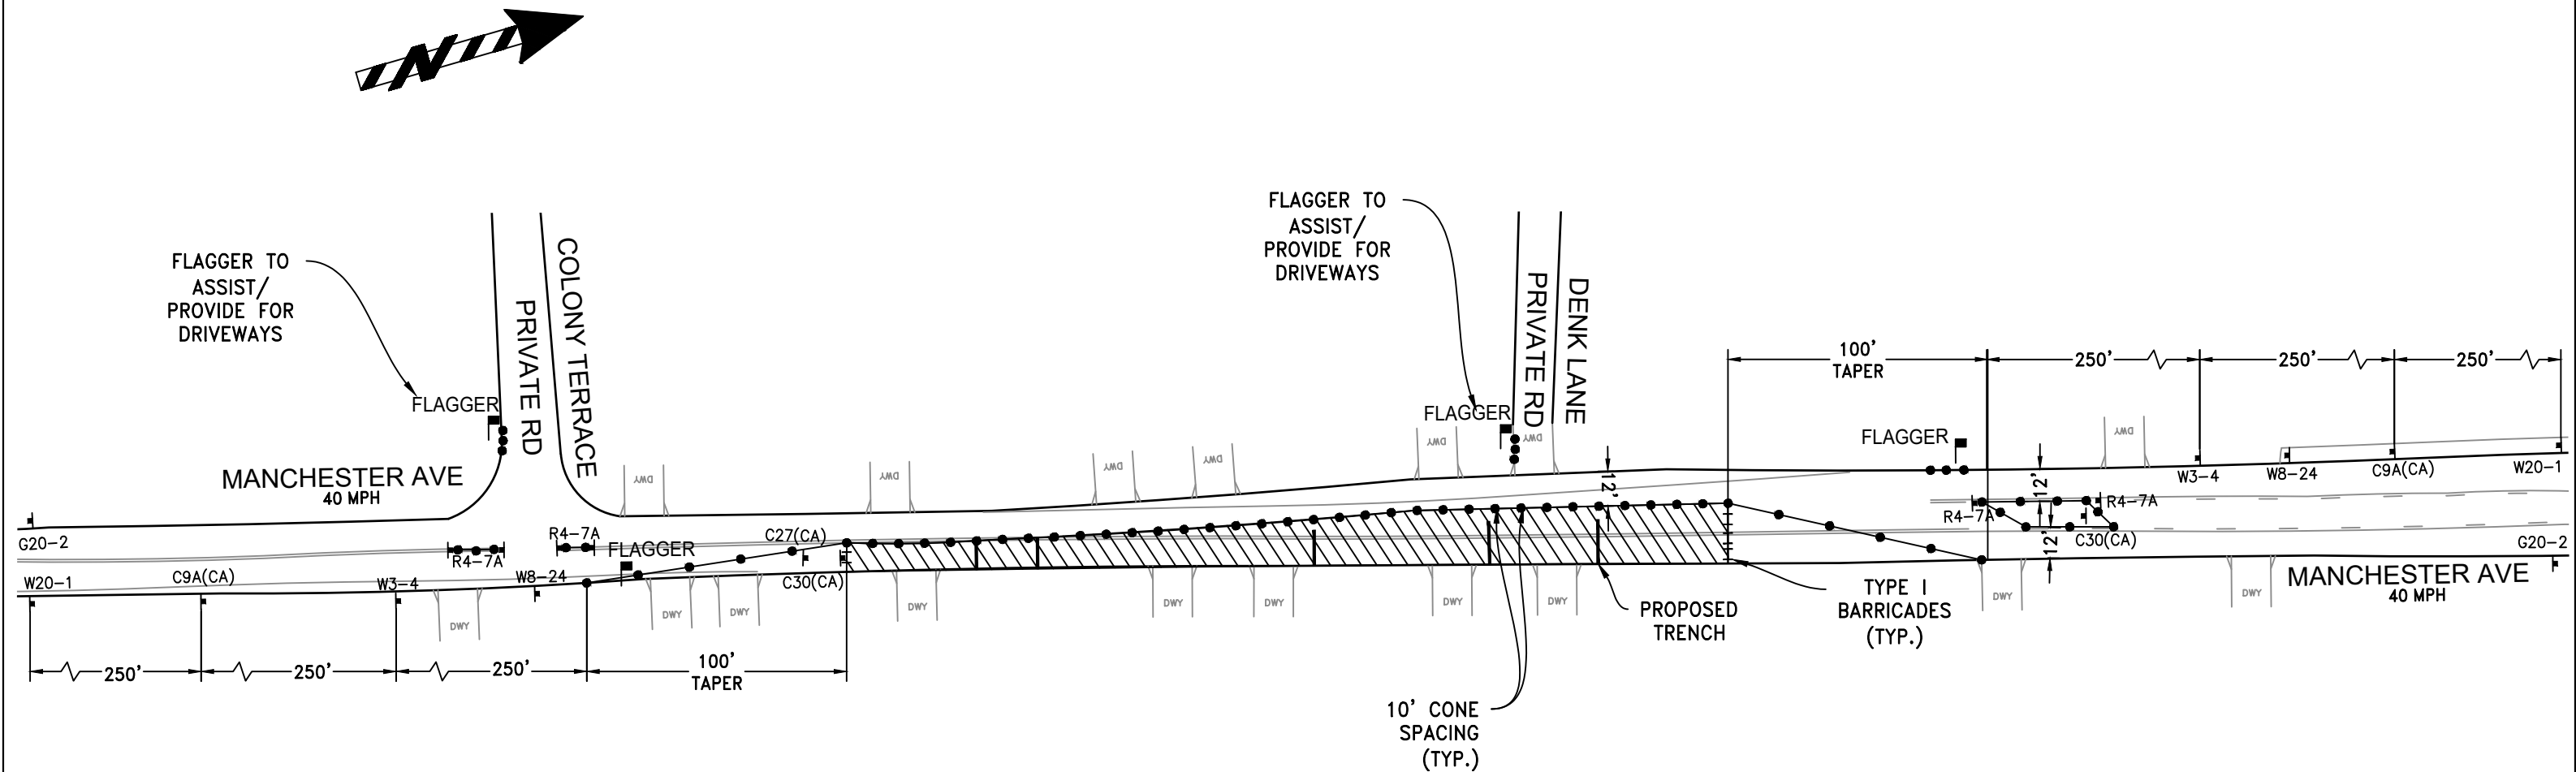 N
FLAGGER TO
ASSIST/
PROVIDE FOR
DRIVEWAYS
FLAGGER
PRIVATE RD
COLONY TERRACE
MANCHESTER AVE
40 MPH
FLAGGER TO
ASSIST/
PROVIDE FOR
DRIVEWAYS
FLAGGER
PRIVATE RD
DENK LANE
100'
TAPER
250'
250'
250'
FLAGGER
DWY
DWY
DWY
DWY
DWY
DWY
DWY
W3-4
W8-24
C9A(CA)
W20-1
12'
12'
12'
R4-7A
R4-7A
C30(CA)
G20-2
G20-2
R4-7A
R4-7A
FLAGGER
C27(CA)
C30(CA)
W20-1
C9A(CA)
W3-4
W8-24
DWY
DWY
DWY
DWY
DWY
DWY
DWY
DWY
DWY
DWY
MANCHESTER AVE
40 MPH
250'
250'
250'
100'
TAPER
PROPOSED
TRENCH
TYPE I
BARRICADES
(TYP.)
10' CONE
SPACING
(TYP.)